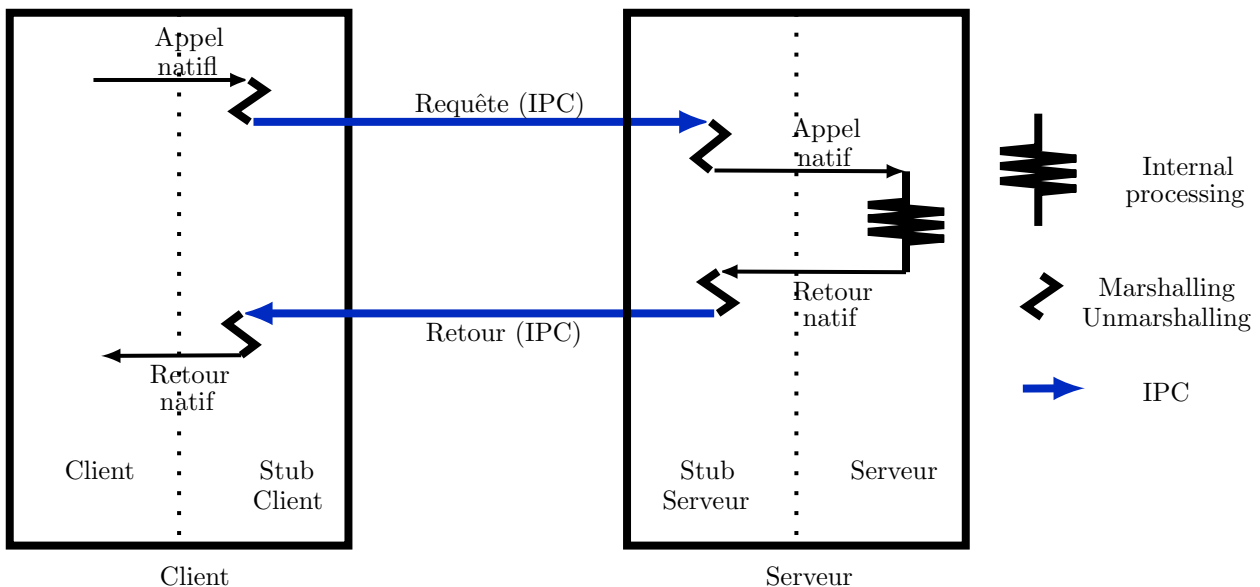 Appel
natifl
Requête (IPC)
Appel
natif
Internal
processing
Retour
natif
Marshalling
Unmarshalling
Retour (IPC)
Retour
natif
IPC
Client
Stub
Client
Stub
Serveur
Serveur
Client
Serveur